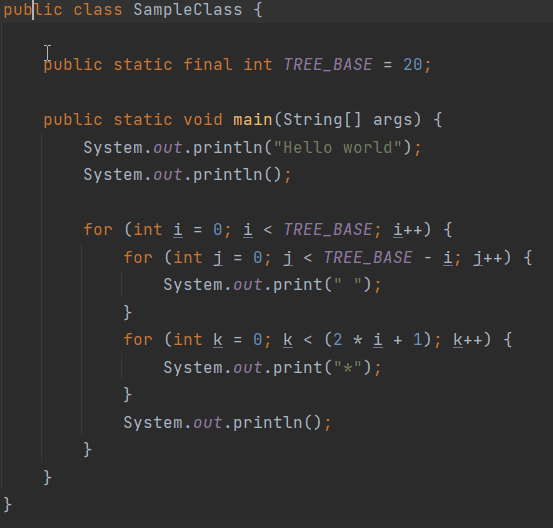 public class SampleClass {
public static final int TREE_BASE = 20;
public static void main(String[] args) {
System.out.println("Hello world");
System.out.println();
for (int i = 0; i < TREE_BASE; i++) {
for (int j = 0; j < TREE_BASE - i; j++) {
System.out.print(" ");
}
for (int k = 0; k < (2 * i + 1); k++) {
System.out.print("*");
}
System.out.println();
}
}
}